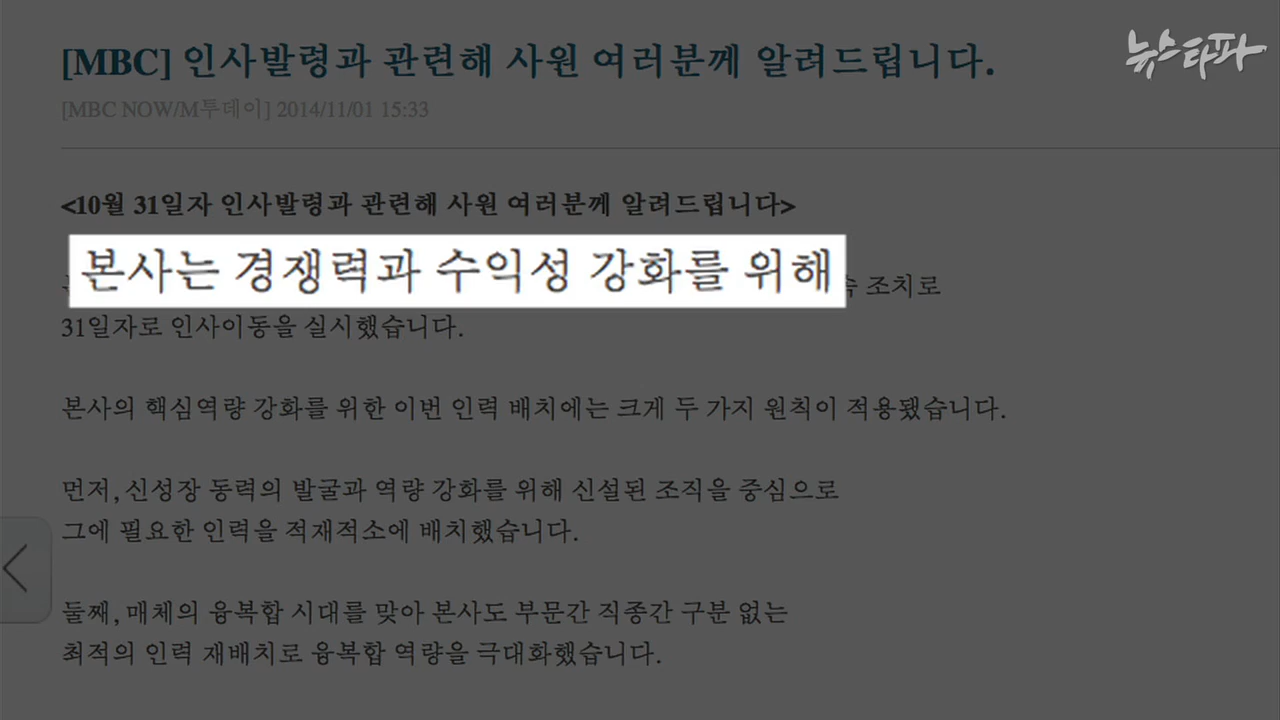 [MBC] 인사발령과 관련해 사원 여러분께 알려드립니다.
뉴스타파
[MBC NOW/M투데이] 2014/11/01 15:33
<10월 31일자 인사발령과 관련해 사원 여러분께 알려드립니다>
본사는 경쟁력과 수익성 강화를 위해 조치로
31일자로 인사이동을 실시했습니다.
본사의 핵심역량 강화를 위한 이번 인력 배치에는 크게 두 가지 원칙이 적용됐습니다.
먼저, 신성장 동력의 발굴과 역량 강화를 위해 신설된 조직을 중심으로
그에 필요한 인력을 적재적소에 배치했습니다.
둘째, 매체의 융복합 시대를 맞아 본사도 부문간 직종간 구분 없는
최적의 인력 재배치로 융복합 역량을 극대화했습니다.